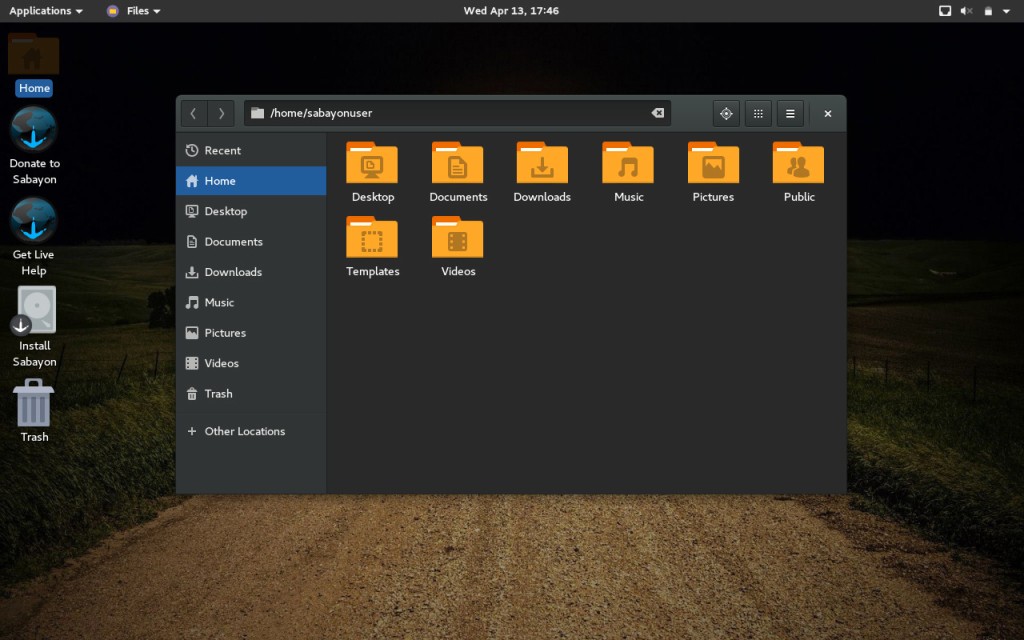 Applications Files Wed Apr 13, 17:46
Home
Donate to
Sabayon
Get Live
Help
Install
Sabayon
Trash
/home/sabayonuser
Recent
Home
Desktop
Documents
Downloads
Music
Pictures
Videos
Trash
Other Locations
Desktop Documents Downloads Music Pictures Public
Templates Videos